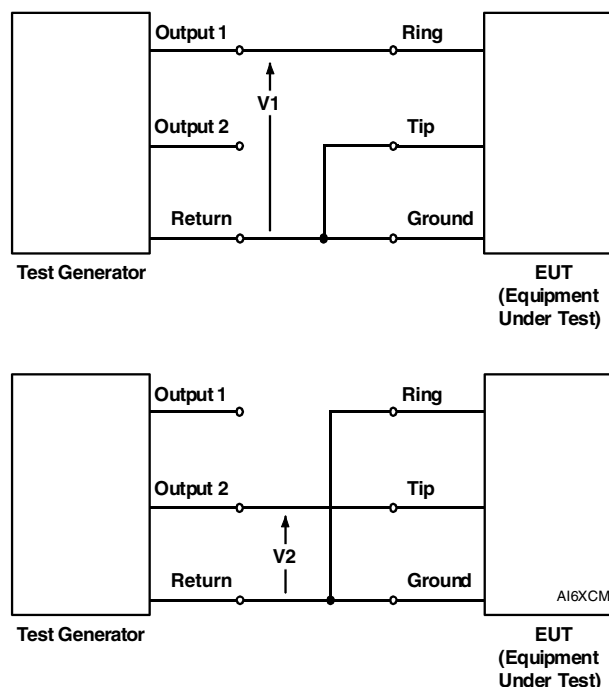 Output 1
Ring
V1
Output 2
Tip
Return
Ground
Test Generator
EUT
(Equipment
Under Test)
Output 1
Ring
Output 2
Tip
V2
Return
Ground
AI6XCM
Test Generator
EUT
(Equipment
Under Test)